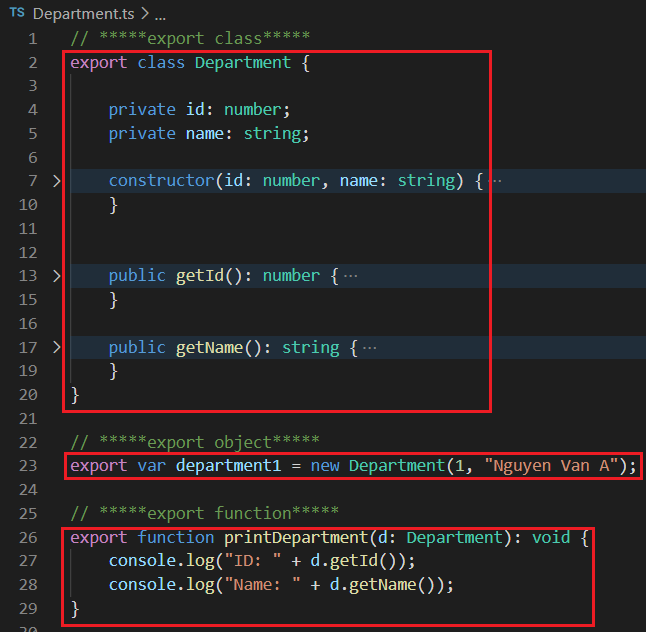 TS Department.ts > ...
1 // *****export class*****
2 export class Department {
3
4 private id: number;
5 private name: string;
6
7 > constructor(id: number, name: string) { ...
10 }
11
12
13 > public getId(): number { ...
15 }
16
17 > public getName(): string { ...
19 }
20 }
21
22 // *****export object*****
23 export var department1 = new Department(1, "Nguyen Van A");
24
25 // *****export function*****
26 export function printDepartment(d: Department): void {
27 console.log("ID: " + d.getId());
28 console.log("Name: " + d.getName());
29 }
30